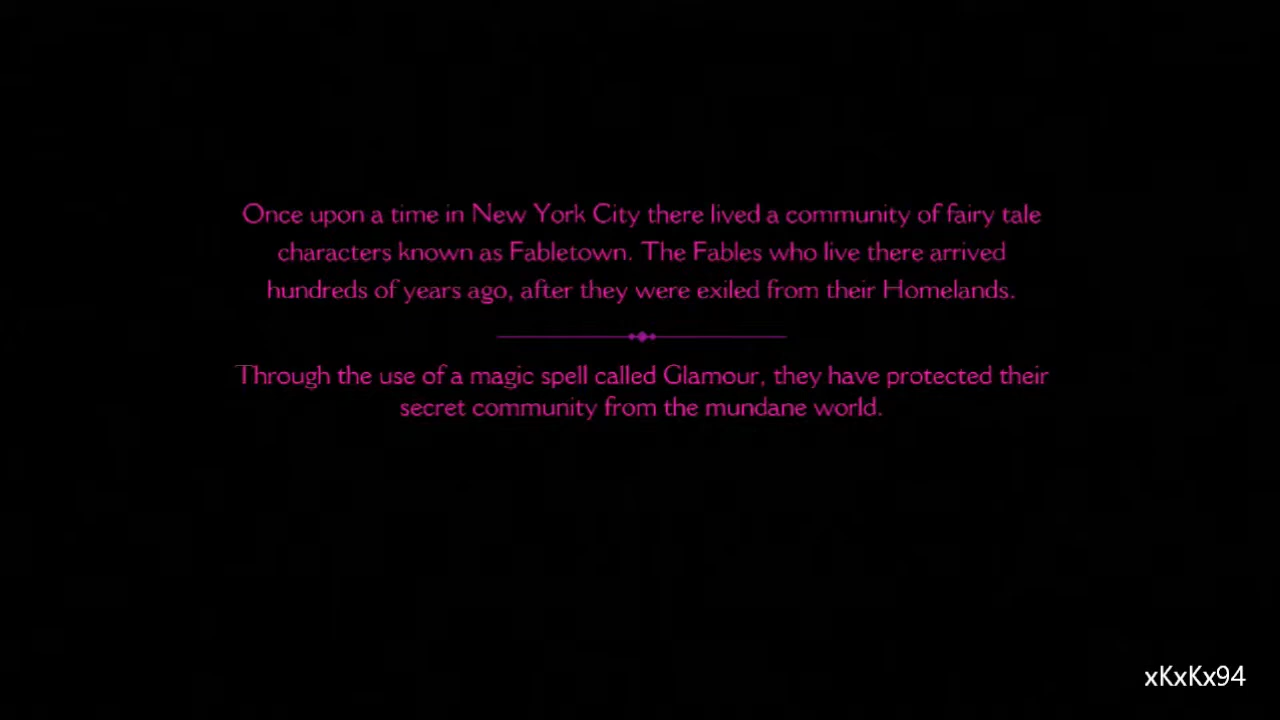 Once upon a time in New York City there lived a community of fairy tale
characters known as Fabletown. The Fables who live there arrived
hundreds of years ago, after they were exiled from their Homelands.
Through the use of a magic spell called Glamour, they have protected their
secret community from the mundane world.
xKxKx94